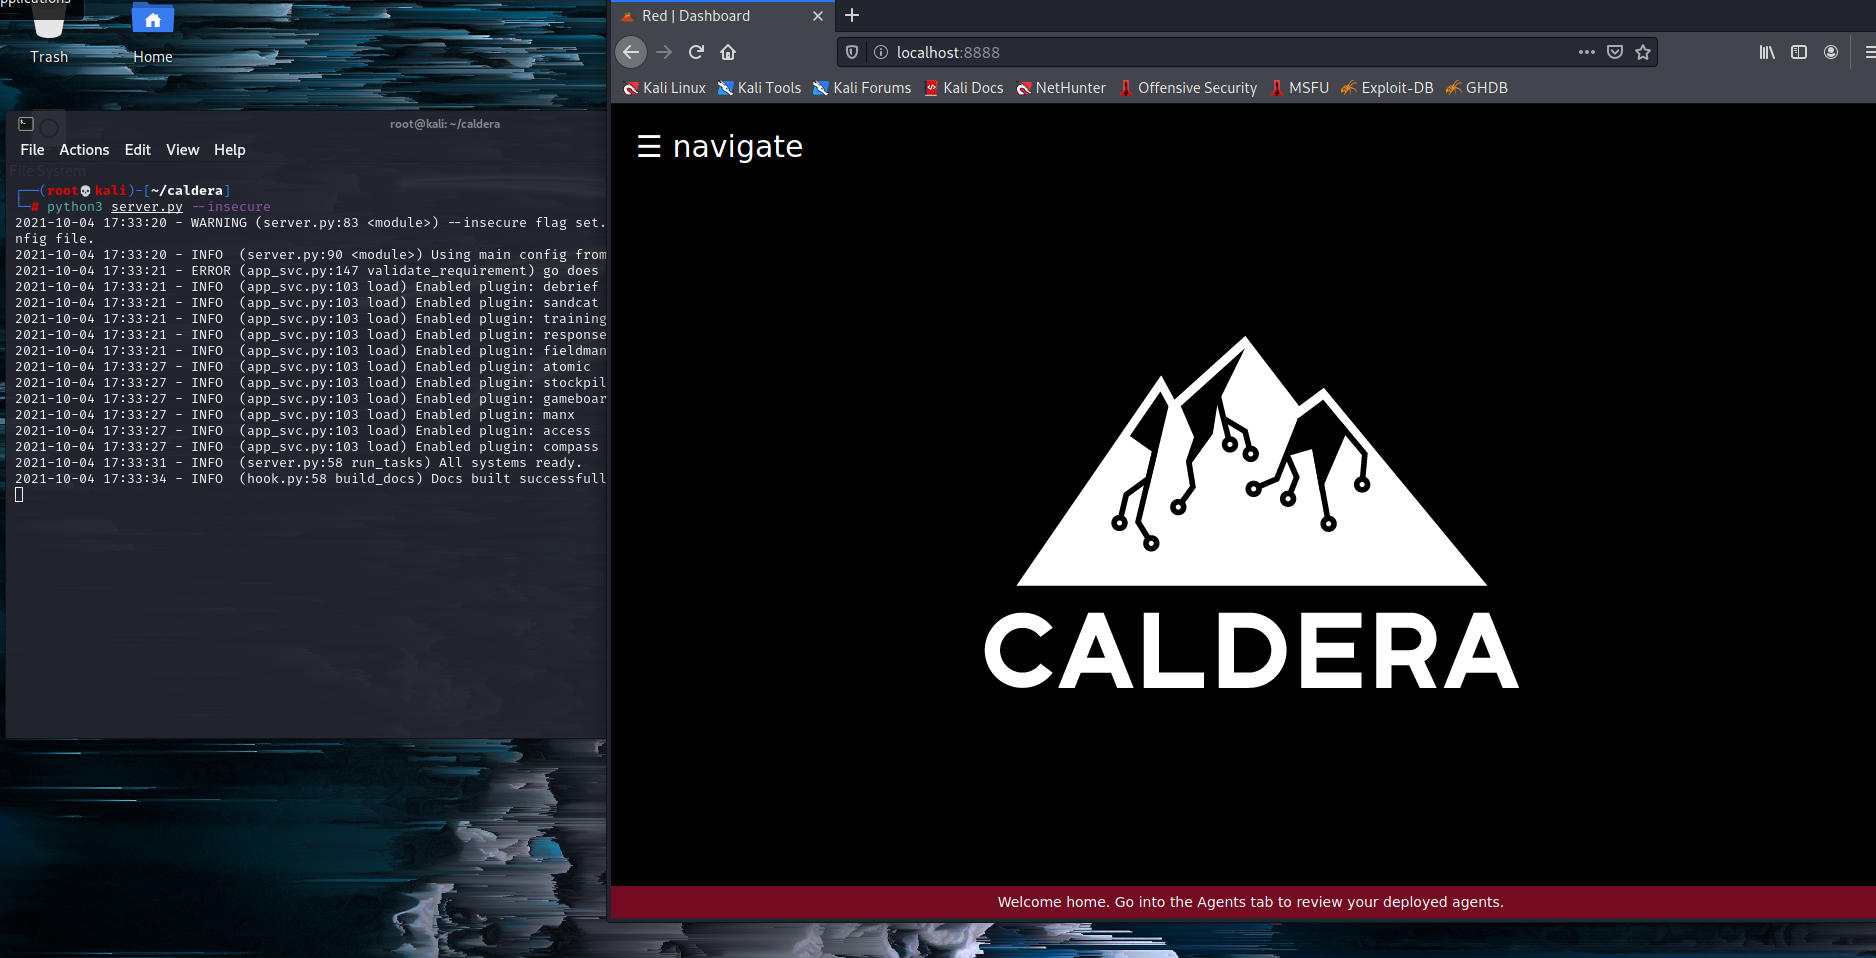 pplications
Trash
Home
root@kali: ~/caldera
File Actions Edit View Help
File System
┌──(root💀kali)-[~/caldera]
└─# python3 server.py --insecure
2021-10-04 17:33:20 - WARNING (server.py:83 <module>) --insecure flag set.
nfig file.
2021-10-04 17:33:20 - INFO  (server.py:90 <module>) Using main config from
2021-10-04 17:33:21 - ERROR (app_svc.py:147 validate_requirement) go does
2021-10-04 17:33:21 - INFO  (app_svc.py:103 load) Enabled plugin: debrief
2021-10-04 17:33:21 - INFO  (app_svc.py:103 load) Enabled plugin: sandcat
2021-10-04 17:33:21 - INFO  (app_svc.py:103 load) Enabled plugin: training
2021-10-04 17:33:21 - INFO  (app_svc.py:103 load) Enabled plugin: response
2021-10-04 17:33:21 - INFO  (app_svc.py:103 load) Enabled plugin: fieldman
2021-10-04 17:33:27 - INFO  (app_svc.py:103 load) Enabled plugin: atomic
2021-10-04 17:33:27 - INFO  (app_svc.py:103 load) Enabled plugin: stockpil
2021-10-04 17:33:27 - INFO  (app_svc.py:103 load) Enabled plugin: gameboar
2021-10-04 17:33:27 - INFO  (app_svc.py:103 load) Enabled plugin: manx
2021-10-04 17:33:27 - INFO  (app_svc.py:103 load) Enabled plugin: access
2021-10-04 17:33:27 - INFO  (app_svc.py:103 load) Enabled plugin: compass
2021-10-04 17:33:31 - INFO  (server.py:58 run_tasks) All systems ready.
2021-10-04 17:33:34 - INFO  (hook.py:58 build_docs) Docs built successfull
Red | Dashboard
localhost:8888
Kali Linux Kali Tools Kali Forums Kali Docs NetHunter Offensive Security MSFU Exploit-DB GHDB
☰ navigate
CALDERA
Welcome home. Go into the Agents tab to review your deployed agents.